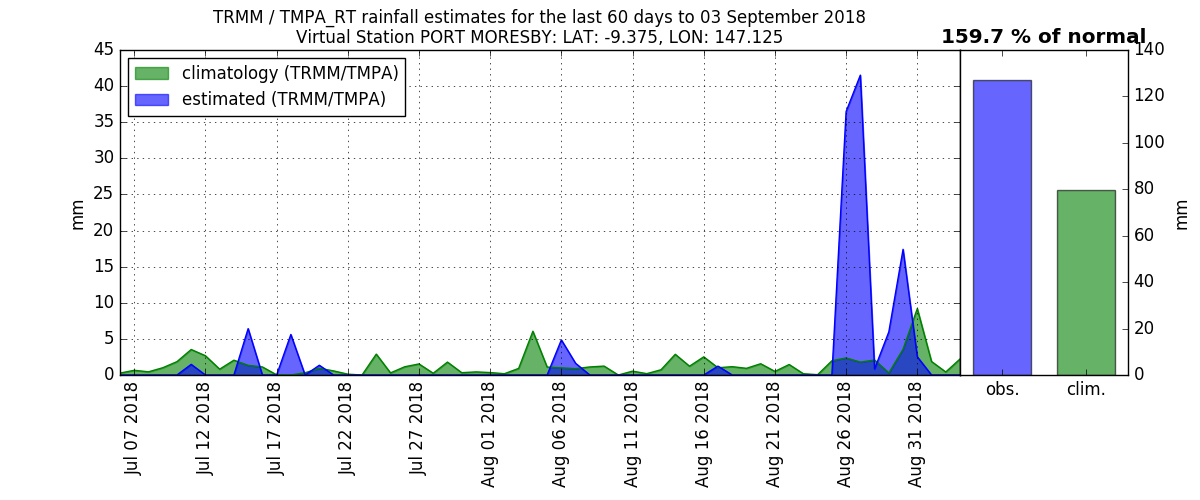 TRMM / TMPA_RT rainfall estimates for the last 60 days to 03 September 2018
Virtual Station PORT MORESBY: LAT: -9.375, LON: 147.125
159.7 % of normal
climatology (TRMM/TMPA)
estimated (TRMM/TMPA)
mm
45
40
35
30
25
20
15
10
5
0
Jul 07 2018
Jul 12 2018
Jul 17 2018
Jul 22 2018
Jul 27 2018
Aug 01 2018
Aug 06 2018
Aug 11 2018
Aug 16 2018
Aug 21 2018
Aug 26 2018
Aug 31 2018
140
120
100
80
60
40
20
0
mm
obs.
clim.